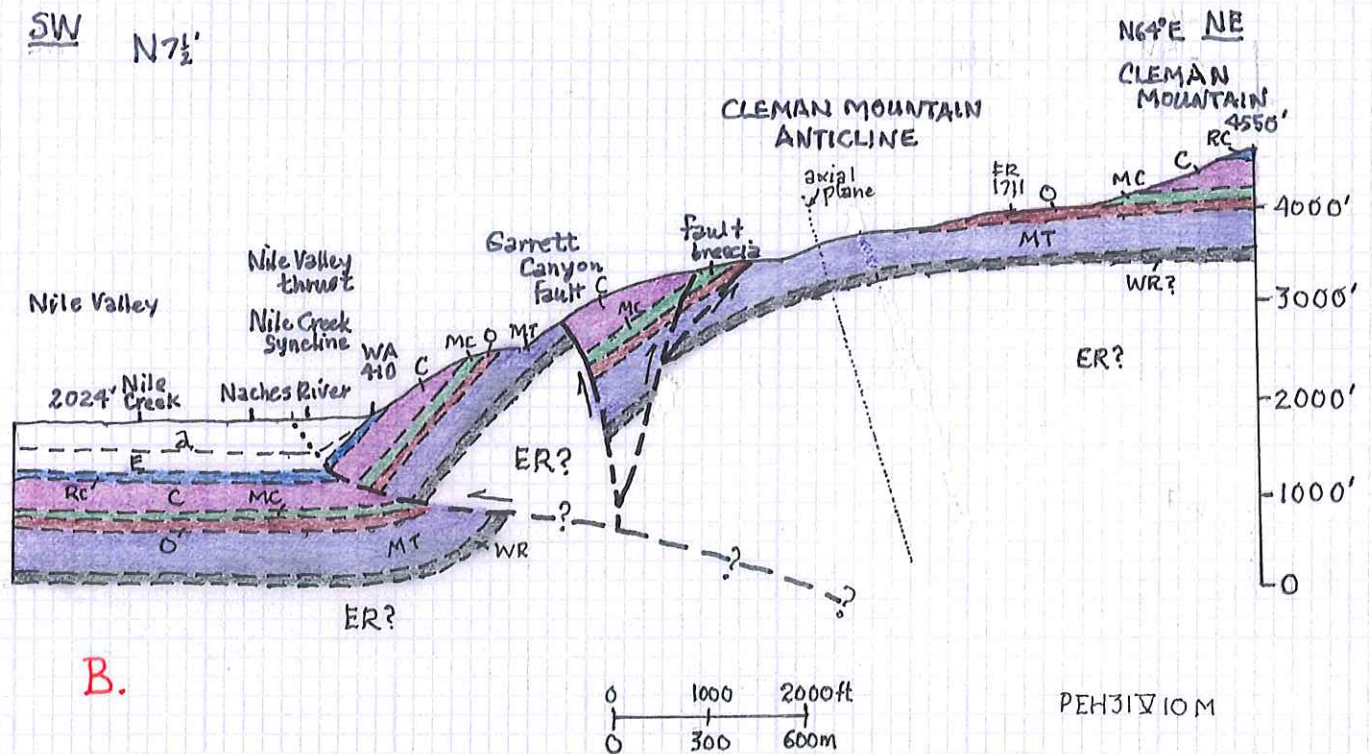 SW
N7½'
N64°E NE
CLEMAN
MOUNTAIN
4550'
CLEMAN MOUNTAIN
ANTICLINE
axial
plane
RC
C
MC
O
ER
1711
4000'
MT
WR?
Garrett
Canyon
fault
fault
breccia
C
MC
3000'
ER?
Nile Valley
thrust
Nile Valley
Nile Creek
Syncline
WA
410
C
MC
O
MT
2000'
2024'
Nile
Creek
Naches River
a
E
ER?
RC
C
MC
1000'
O
MT
WR
?
?
?
0
ER?
B.
0 1000 2000ft
0 300 600m
PEH31V10M